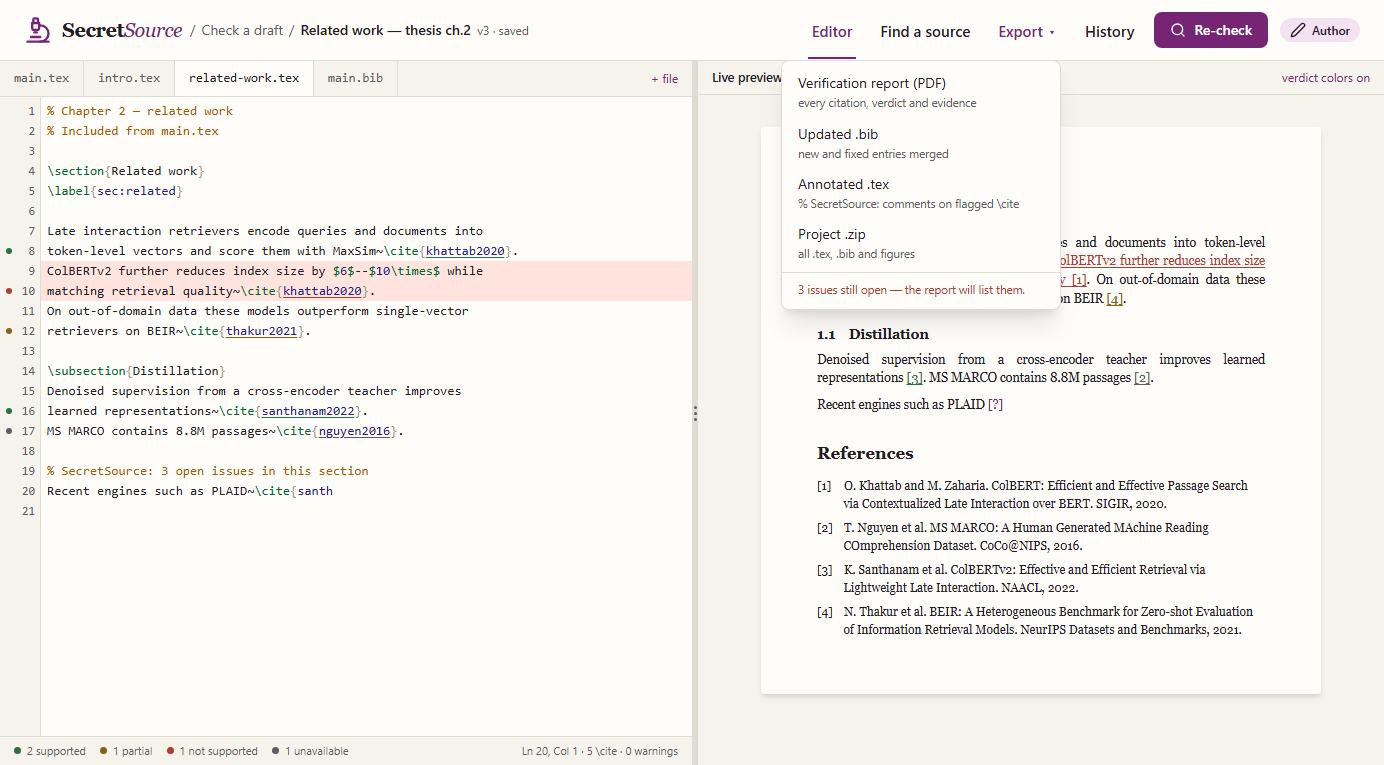 SecretSource / Check a draft / Related work — thesis ch.2 v3 · saved
Editor Find a source Export History Re-check Author
main.tex intro.tex related-work.tex main.bib + file
1 % Chapter 2 — related work
2 % Included from main.tex
3
4 \section{Related work}
5 \label{sec:related}
6
7 Late interaction retrievers encode queries and documents into
8 token-level vectors and score them with MaxSim~\cite{khattab2020}.
9 ColBERTv2 further reduces index size by $6$--$10\times$ while
10 matching retrieval quality~\cite{khattab2020}.
11 On out-of-domain data these models outperform single-vector
12 retrievers on BEIR~\cite{thakur2021}.
13
14 \subsection{Distillation}
15 Denoised supervision from a cross-encoder teacher improves
16 learned representations~\cite{santhanam2022}.
17 MS MARCO contains 8.8M passages~\cite{nguyen2016}.
18
19 % SecretSource: 3 open issues in this section
20 Recent engines such as PLAID~\cite{santh
21
2 supported 1 partial 1 not supported 1 unavailable
Ln 20, Col 1 · 5 \cite · 0 warnings
Live preview
verdict colors on
Verification report (PDF)
every citation, verdict and evidence
Updated .bib
new and fixed entries merged
Annotated .tex
% SecretSource: comments on flagged \cite
Project .zip
all .tex, .bib and figures
3 issues still open — the report will list them.
and documents into token-level
olBERTv2 further reduces index size
[1]. On out-of-domain data these
on BEIR [4].
1.1 Distillation
Denoised supervision from a cross-encoder teacher improves learned
representations [3]. MS MARCO contains 8.8M passages [2].
Recent engines such as PLAID [?]
References
[1] O. Khattab and M. Zaharia. ColBERT: Efficient and Effective Passage Search
via Contextualized Late Interaction over BERT. SIGIR, 2020.
[2] T. Nguyen et al. MS MARCO: A Human Generated MAchine Reading
COmprehension Dataset. CoCo@NIPS, 2016.
[3] K. Santhanam et al. ColBERTv2: Effective and Efficient Retrieval via
Lightweight Late Interaction. NAACL, 2022.
[4] N. Thakur et al. BEIR: A Heterogeneous Benchmark for Zero-shot Evaluation
of Information Retrieval Models. NeurIPS Datasets and Benchmarks, 2021.